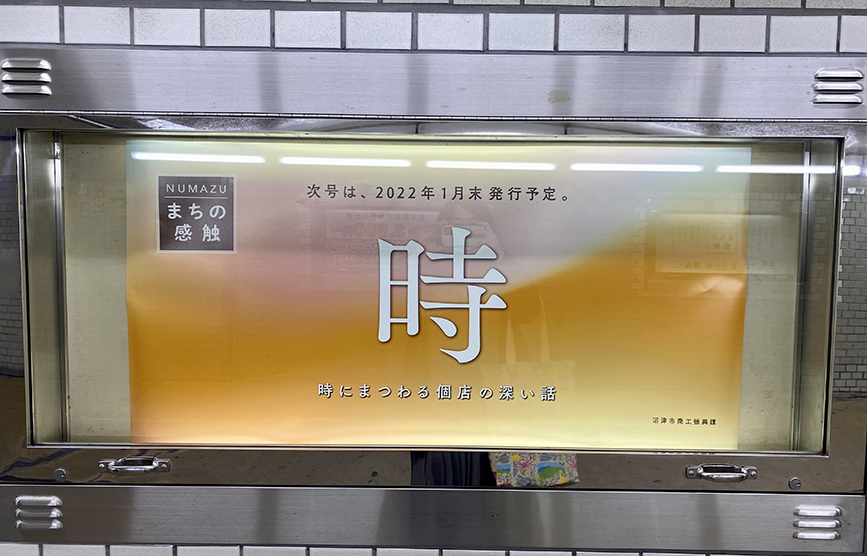 NUMAZU
まちの
感触
次号は、2022年1月末発行予定。
時
時にまつわる個店の深い話
沼津市商工振興課